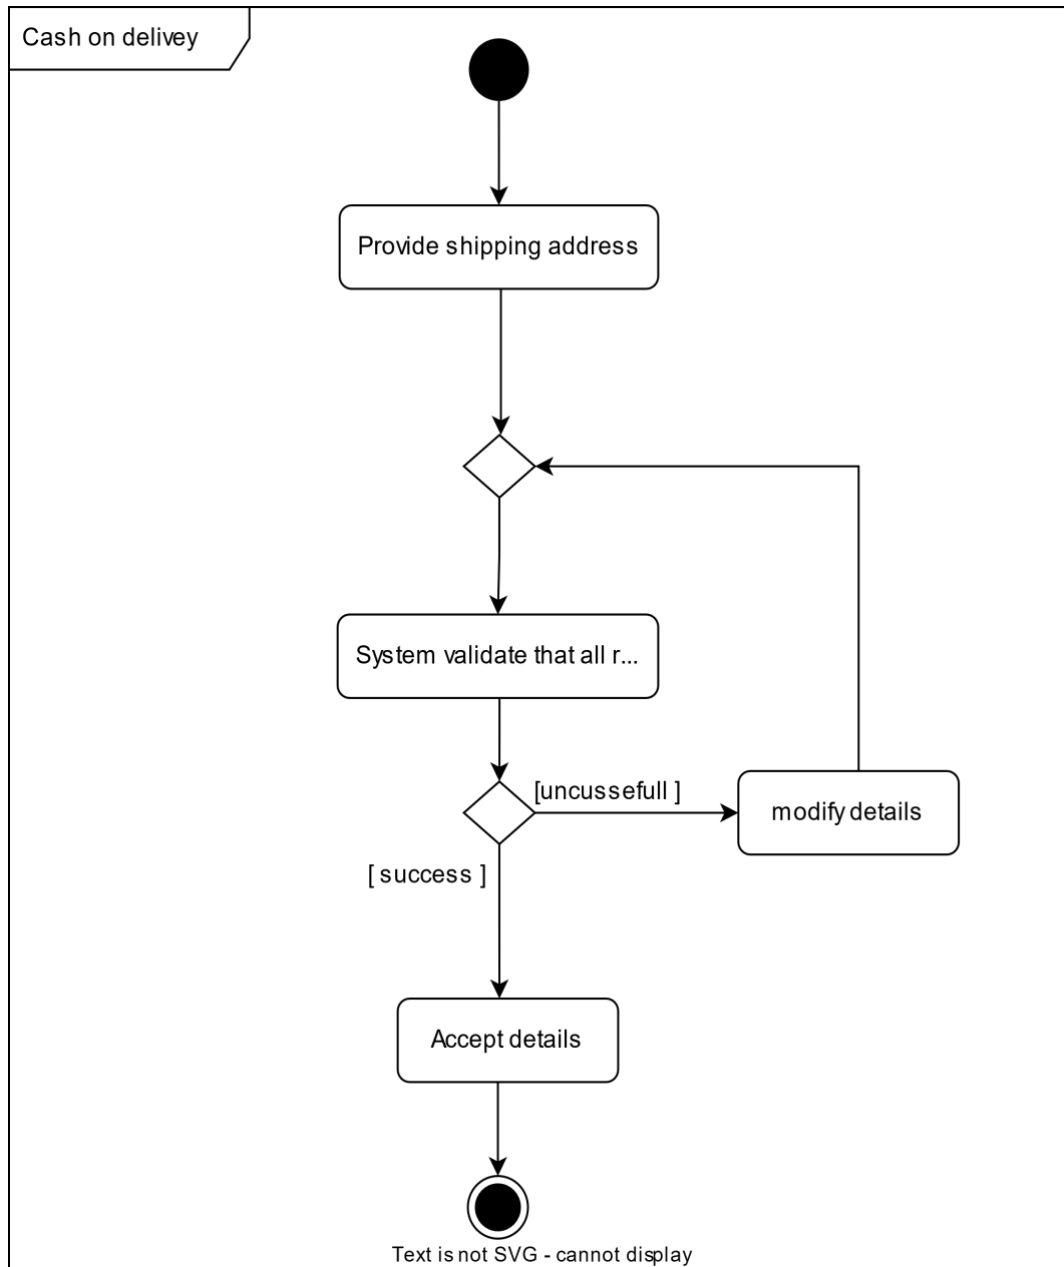 Cash on delivey
Provide shipping address
System validate that all r...
[uncussefull ]
modify details
[ success ]
Accept details
Text is not SVG - cannot display